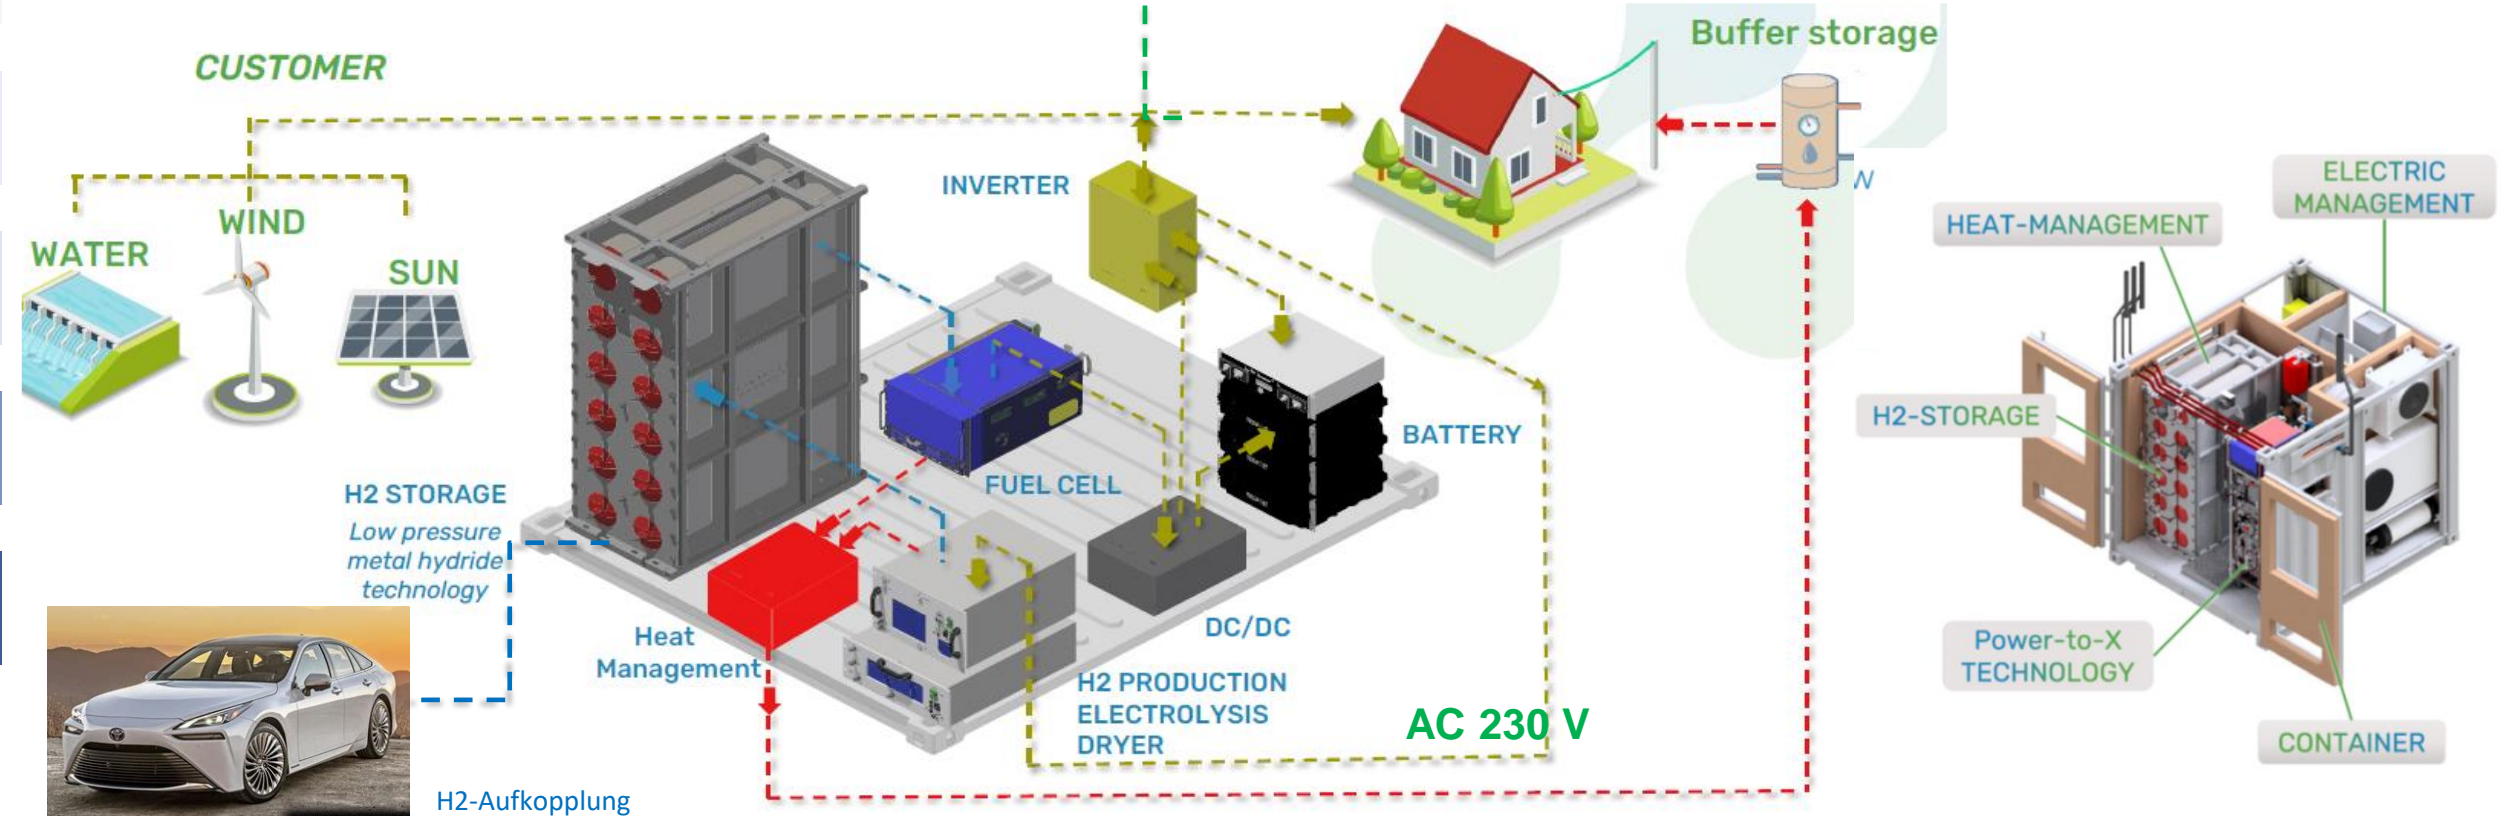 CUSTOMER
WATER
WIND
SUN
H2 STORAGE
Low pressure
metal hydride
technology
H2-Aufkopplung
INVERTER
FUEL CELL
Heat
Management
H2 PRODUCTION
ELECTROLYSIS
DRYER
DC/DC
BATTERY
AC 230 V
Buffer storage
W
HEAT-MANAGEMENT
ELECTRIC
MANAGEMENT
H2-STORAGE
Power-to-X
TECHNOLOGY
CONTAINER